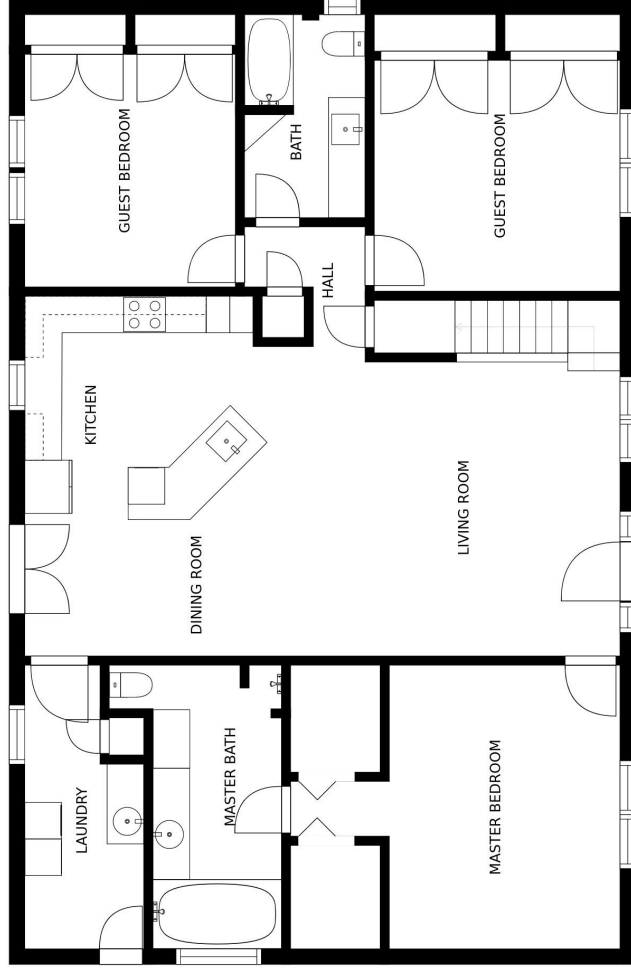 GUEST BEDROOM
BATH
GUEST BEDROOM
HALL
KITCHEN
LIVING ROOM
DINING ROOM
LAUNDRY
MASTER BATH
MASTER BEDROOM